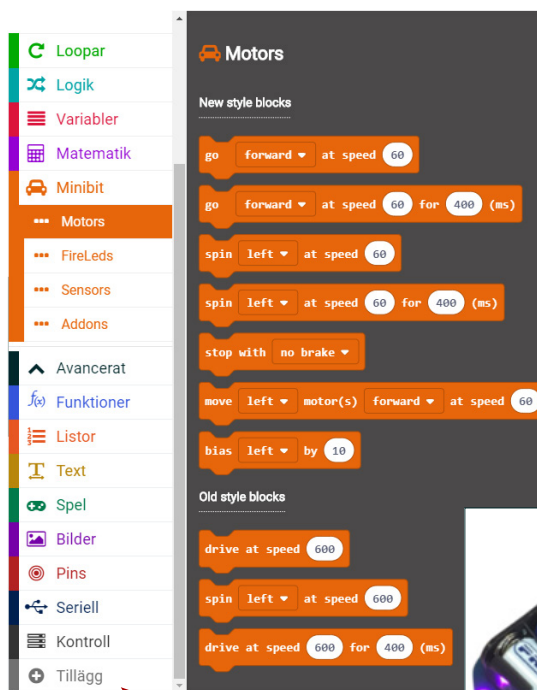 Loopar
Logik
Variabler
Matematik
Minibit
Motors
FireLeds
Sensors
Addons
Avancerat
f(x) Funktioner
Listor
T Text
Spel
Bilder
Pins
Seriell
Kontroll
Tillägg
Motors
New style blocks
go forward at speed 60
go forward at speed 60 for 400 (ms)
spin left at speed 60
spin left at speed 60 for 400 (ms)
stop with no brake
move left motor(s) forward at speed 60
bias left by 10
Old style blocks
drive at speed 600
spin left at speed 600
drive at speed 600 for 400 (ms)